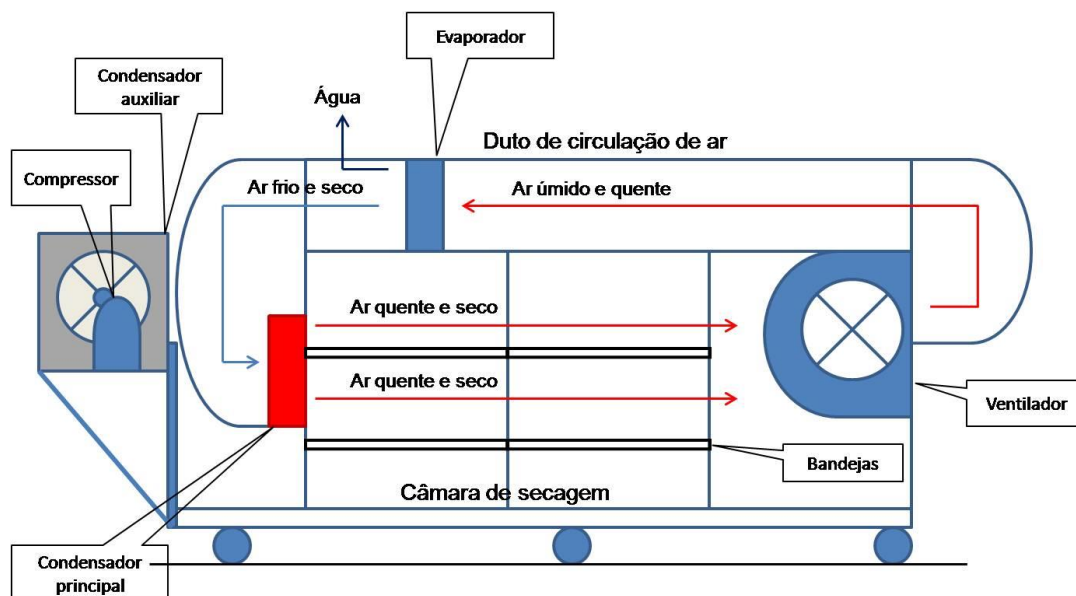 Evaporador
Condensador
auxiliar
Água
Duto de circulação de ar
Compressor
Ar frio e seco
Ar úmido e quente
Ar quente e seco
Ar quente e seco
Ventilador
Bandejas
Câmara de secagem
Condensador
principal